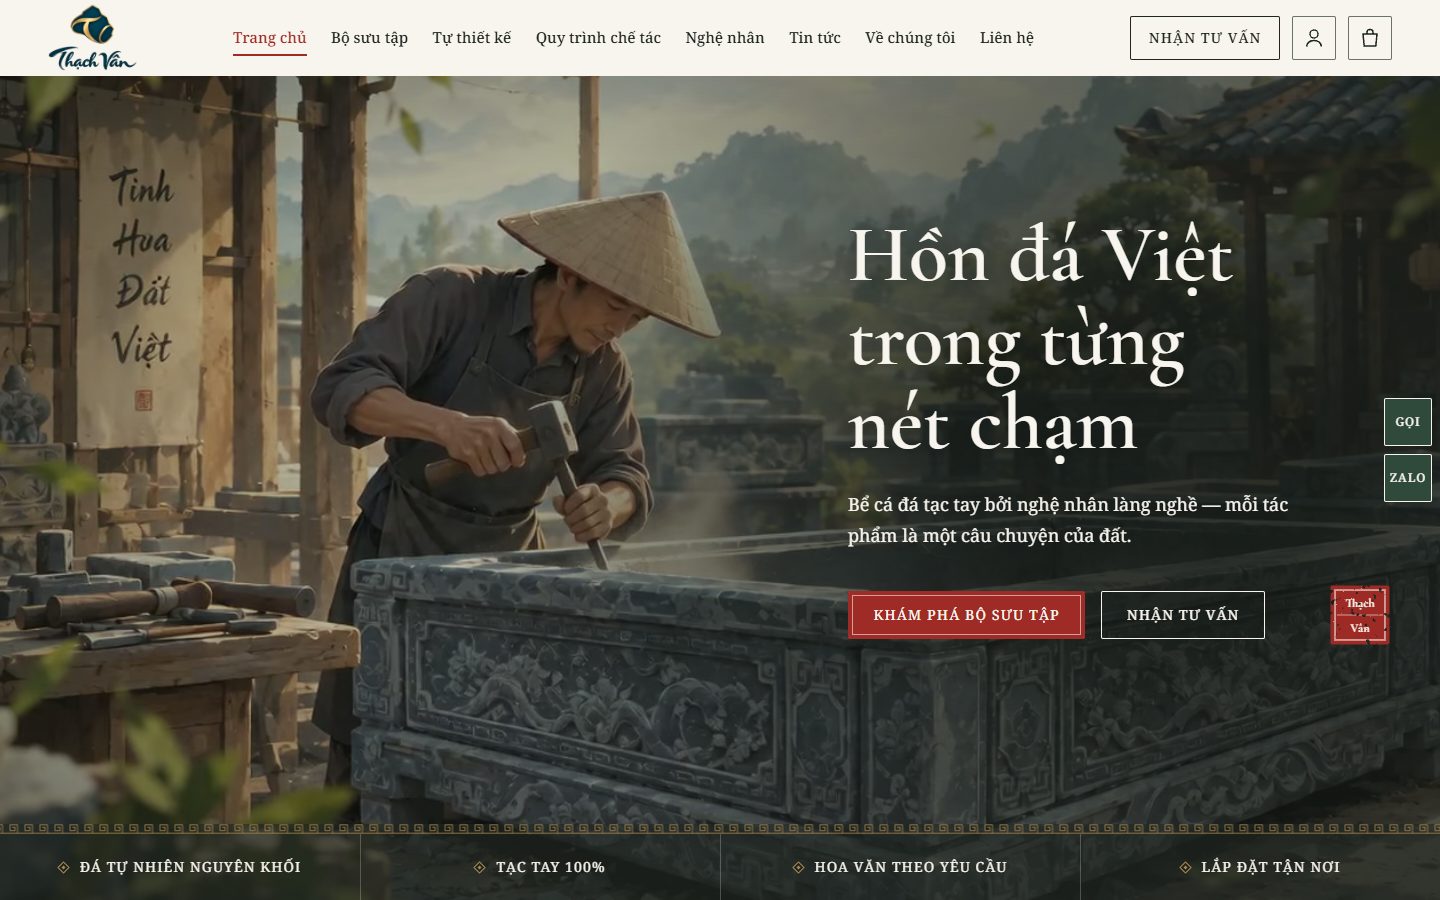 Thạch Vân
Trang chủ
Bộ sưu tập
Tự thiết kế
Quy trình chế tác
Nghệ nhân
Tin tức
Về chúng tôi
Liên hệ
NHẬN TƯ VẤN
Tinh
Hoa
Đất
Việt
Hồn đá Việt
trong từng
nét chạm
GỌI
ZALO
Bể cá đá tạc tay bởi nghệ nhân làng nghề — mỗi tác
phẩm là một câu chuyện của đất.
KHÁM PHÁ BỘ SƯU TẬP
NHẬN TƯ VẤN
Thạch
Vân
ĐÁ TỰ NHIÊN NGUYÊN KHỐI
TẠC TAY 100%
HOA VĂN THEO YÊU CẦU
LẮP ĐẶT TẬN NƠI